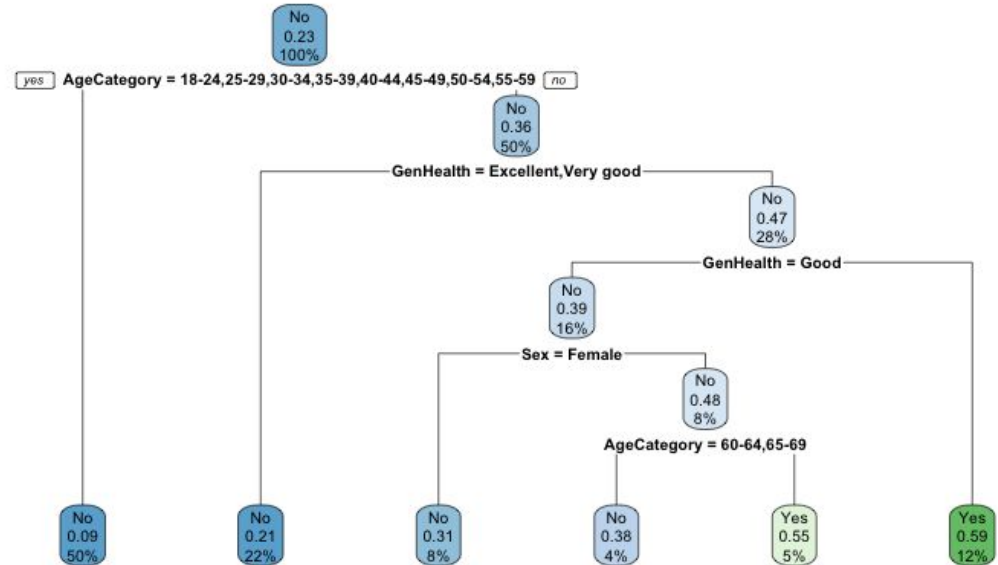 No
0.23
100%
yes AgeCategory = 18-24,25-29,30-34,35-39,40-44,45-49,50-54,55-59 no
No
0.36
50%
GenHealth = Excellent,Very good
No
0.47
28%
GenHealth = Good
No
0.39
16%
Sex = Female
No
0.48
8%
AgeCategory = 60-64,65-69
No
0.09
50%
No
0.21
22%
No
0.31
8%
No
0.38
4%
Yes
0.55
5%
Yes
0.59
12%